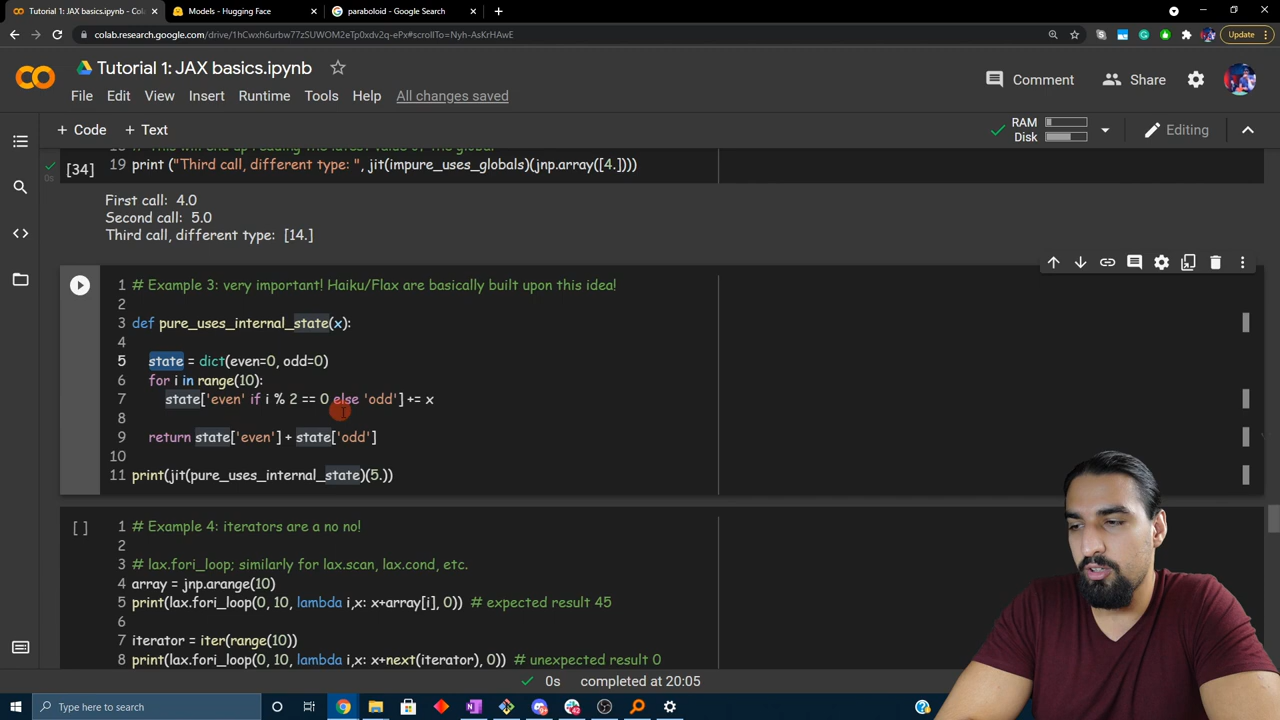 Tutorial 1: JAX basics.ipynb - Col
Models - Hugging Face
paraboloid - Google Search
colab.research.google.com/drive/1hCwxh6urbw77zSUWOM2eTp0xdv2q-ePx#scrollTo=Nyh-AsKrHAwE
Update
Tutorial 1: JAX basics.ipynb
File Edit View Insert Runtime Tools Help All changes saved
Comment
Share
+ Code + Text
RAM
Disk
Editing
[34]
0s
19 print ("Third call, different type: ", jit(impure_uses_globals)(jnp.array([4.])))
First call: 4.0
Second call: 5.0
Third call, different type: [14.]
1 # Example 3: very important! Haiku/Flax are basically built upon this idea!
2
3 def pure_uses_internal_state(x):
4
5 state = dict(even=0, odd=0)
6 for i in range(10):
7 state['even' if i % 2 == 0 else 'odd'] += x
8
9 return state['even'] + state['odd']
10
11 print(jit(pure_uses_internal_state)(5.))
[ ]
1 # Example 4: iterators are a no no!
2
3 # lax.fori_loop; similarly for lax.scan, lax.cond, etc.
4 array = jnp.arange(10)
5 print(lax.fori_loop(0, 10, lambda i,x: x+array[i], 0)) # expected result 45
6
7 iterator = iter(range(10))
8 print(lax.fori_loop(0, 10, lambda i,x: x+next(iterator), 0)) # unexpected result 0
0s completed at 20:05
Type here to search